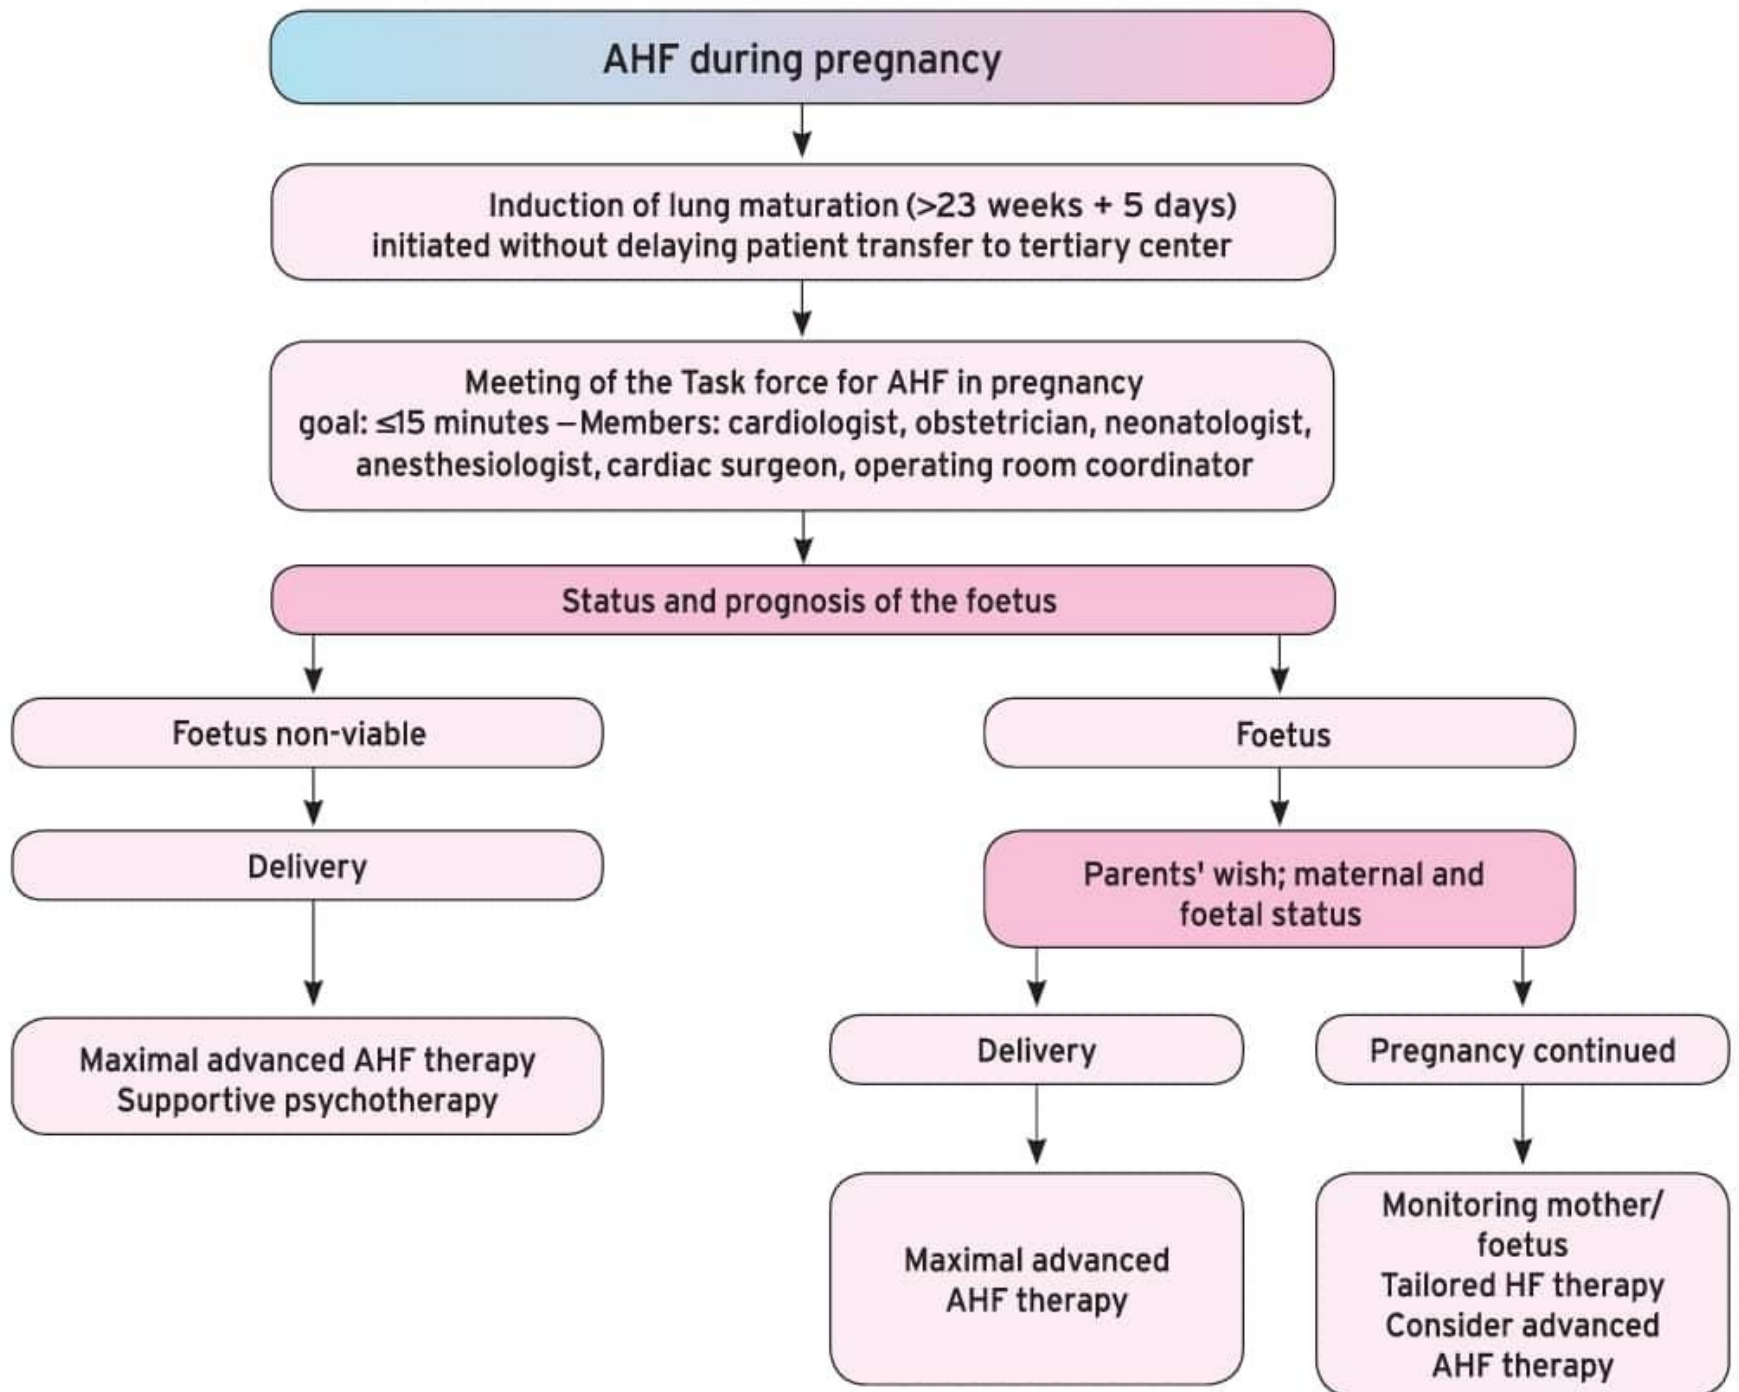 AHF during pregnancy
Induction of lung maturation (>23 weeks + 5 days)
initiated without delaying patient transfer to tertiary center
Meeting of the Task force for AHF in pregnancy
goal: ≤15 minutes –Members: cardiologist, obstetrician, neonatologist,
anesthesiologist, cardiac surgeon, operating room coordinator
Status and prognosis of the foetus
Foetus non-viable
Delivery
Maximal advanced AHF therapy
Supportive psychotherapy
Foetus
Parents' wish; maternal and
foetal status
Delivery
Maximal advanced
AHF therapy
Pregnancy continued
Monitoring mother/
foetus
Tailored HF therapy
Consider advanced
AHF therapy